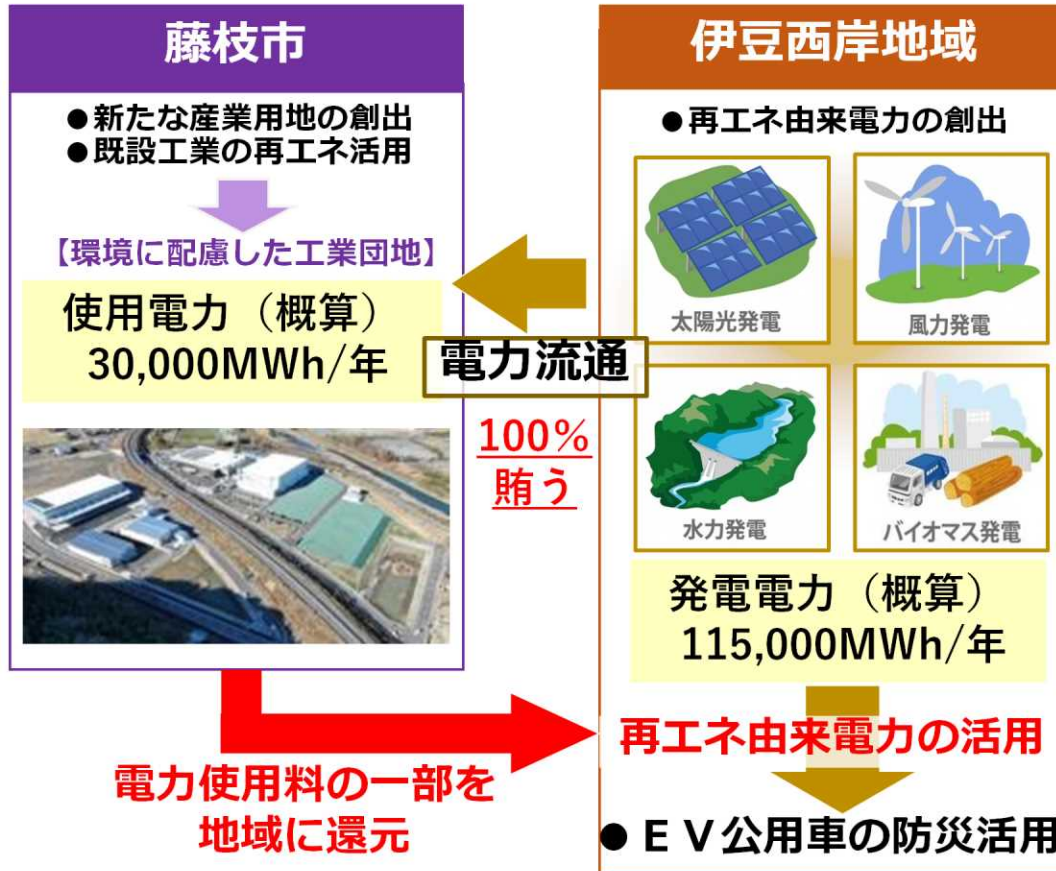 藤枝市
●新たな産業用地の創出
●既設工業の再エネ活用
【環境に配慮した工業団地】
使用電力（概算）
30,000MWh/年
電力流通
100%
賄う
伊豆西岸地域
●再エネ由来電力の創出
太陽光発電
風力発電
水力発電
バイオマス発電
発電電力（概算）
115,000MWh/年
再エネ由来電力の活用
●ＥＶ公用車の防災活用
電力使用料の一部を
地域に還元